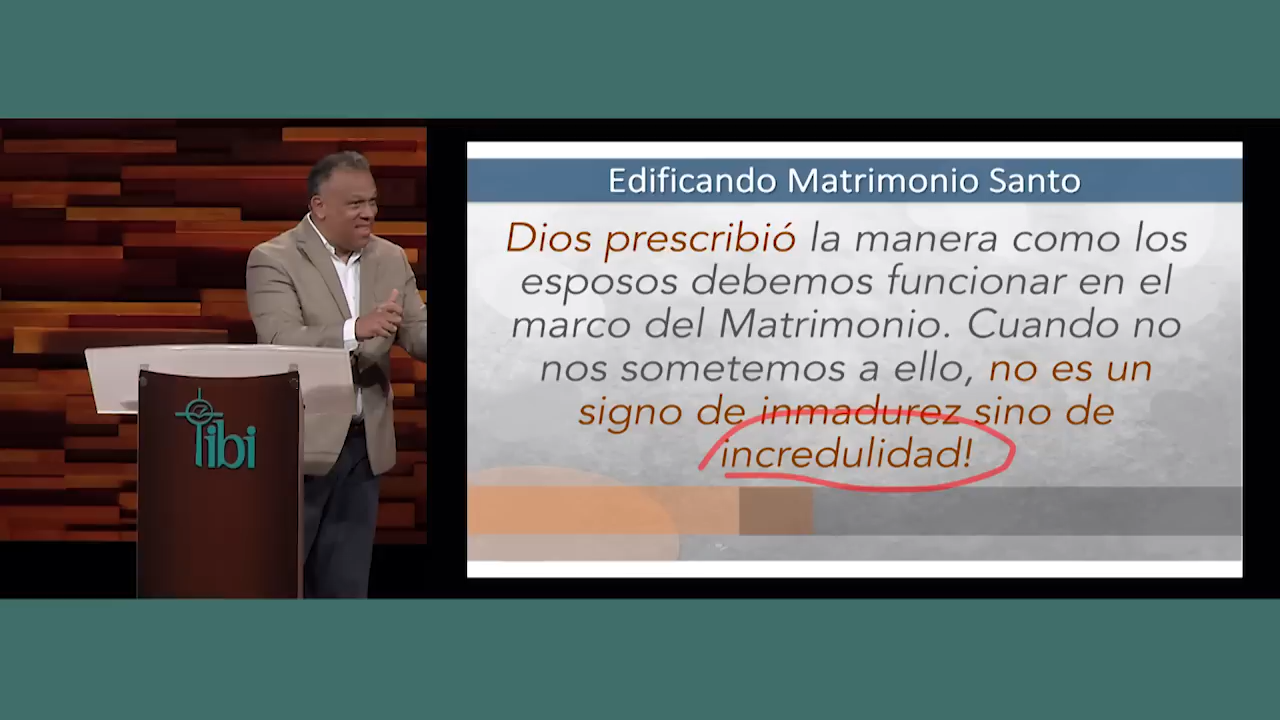 Edificando Matrimonio Santo
Dios prescribió la manera como los
esposos debemos funcionar en el
marco del Matrimonio. Cuando no
nos sometemos a ello, no es un
signo de inmadurez sino de
incredulidad!
ibi